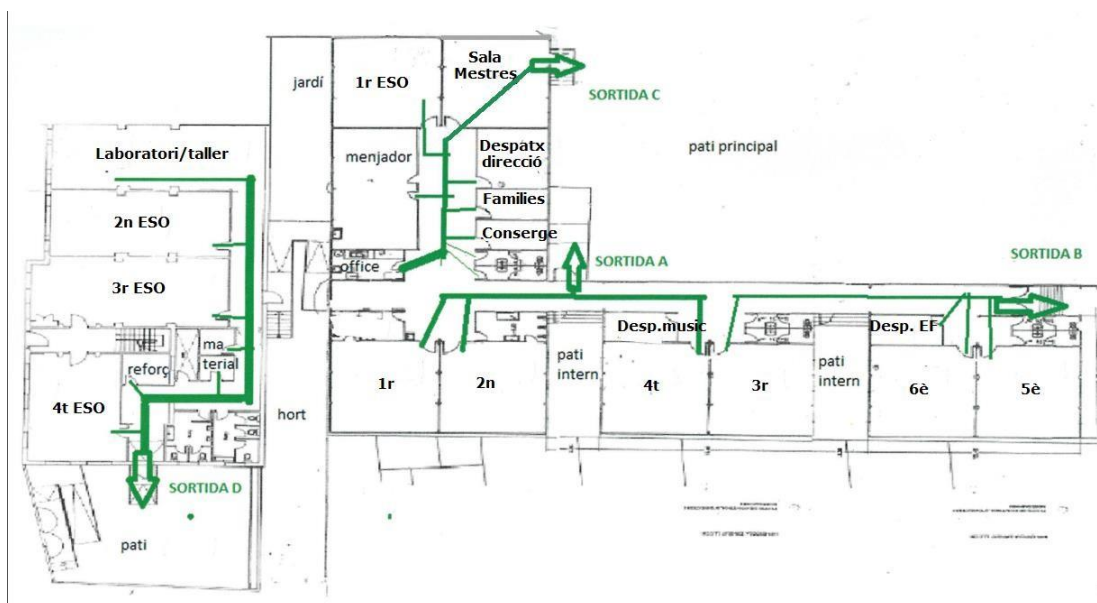 Sala
Mestres
1r ESO
jardí
SORTIDA C
Laboratori/taller
menjador
Despatx
direcció
pati principal
2n ESO
Families
Conserge
office
SORTIDA A
SORTIDA B
3r ESO
ma
terial
reforç
Desp.music
Desp. EF
pati
intern
pati
intern
1r
2n
4t
3r
6è
5è
4t ESO
hort
SORTIDA D
pati